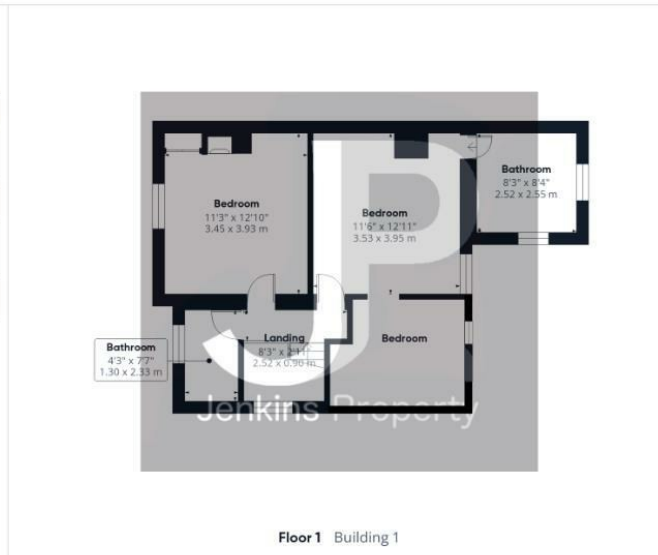 Bedroom
11'3" x 12'10"
3.45 x 3.93 m
Bedroom
11'6" x 12'11"
3.53 x 3.95 m
Bathroom
8'3" x 8'4"
2.52 x 2.55 m
Bathroom
4'3" x 7'7"
1.30 x 2.33 m
Landing
8'3" x 2'11"
2.52 x 0.90 m
Bedroom
JP
Jenkins Property
Floor 1 Building 1